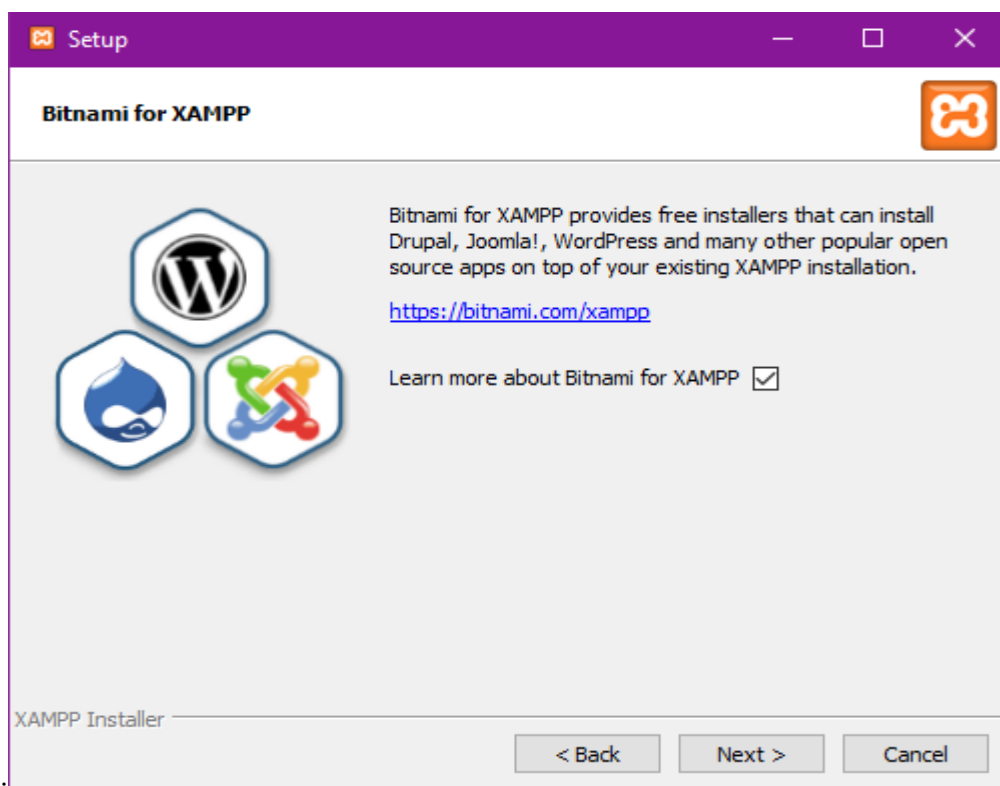 Setup
Bitnami for XAMPP
Bitnami for XAMPP provides free installers that can install
Drupal, Joomla!, WordPress and many other popular open
source apps on top of your existing XAMPP installation.
https://bitnami.com/xampp
Learn more about Bitnami for XAMPP
XAMPP Installer
< Back
Next >
Cancel